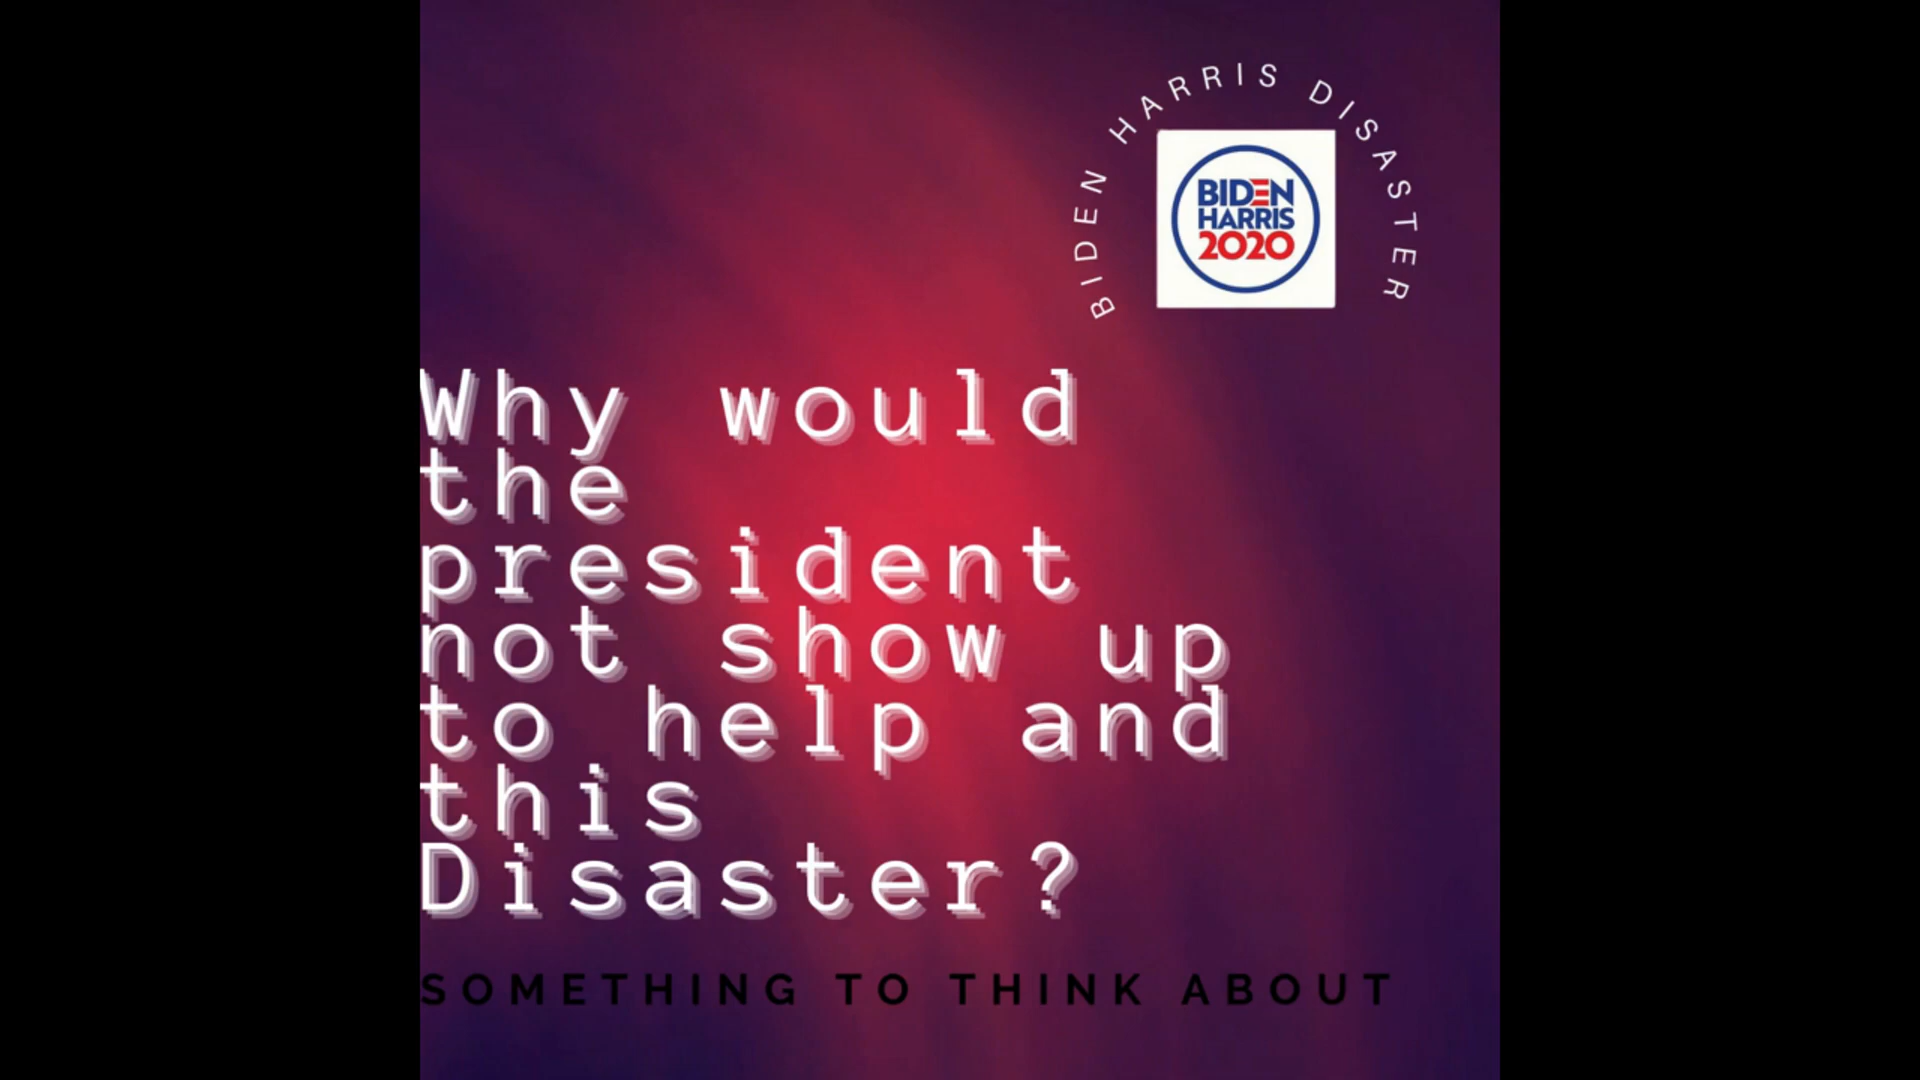 BIDEN HARRIS DISASTER
BIDEN
HARRIS
2020
Why would
the
president
not show up
to help and
this
Disaster?
SOMETHING TO THINK ABOUT